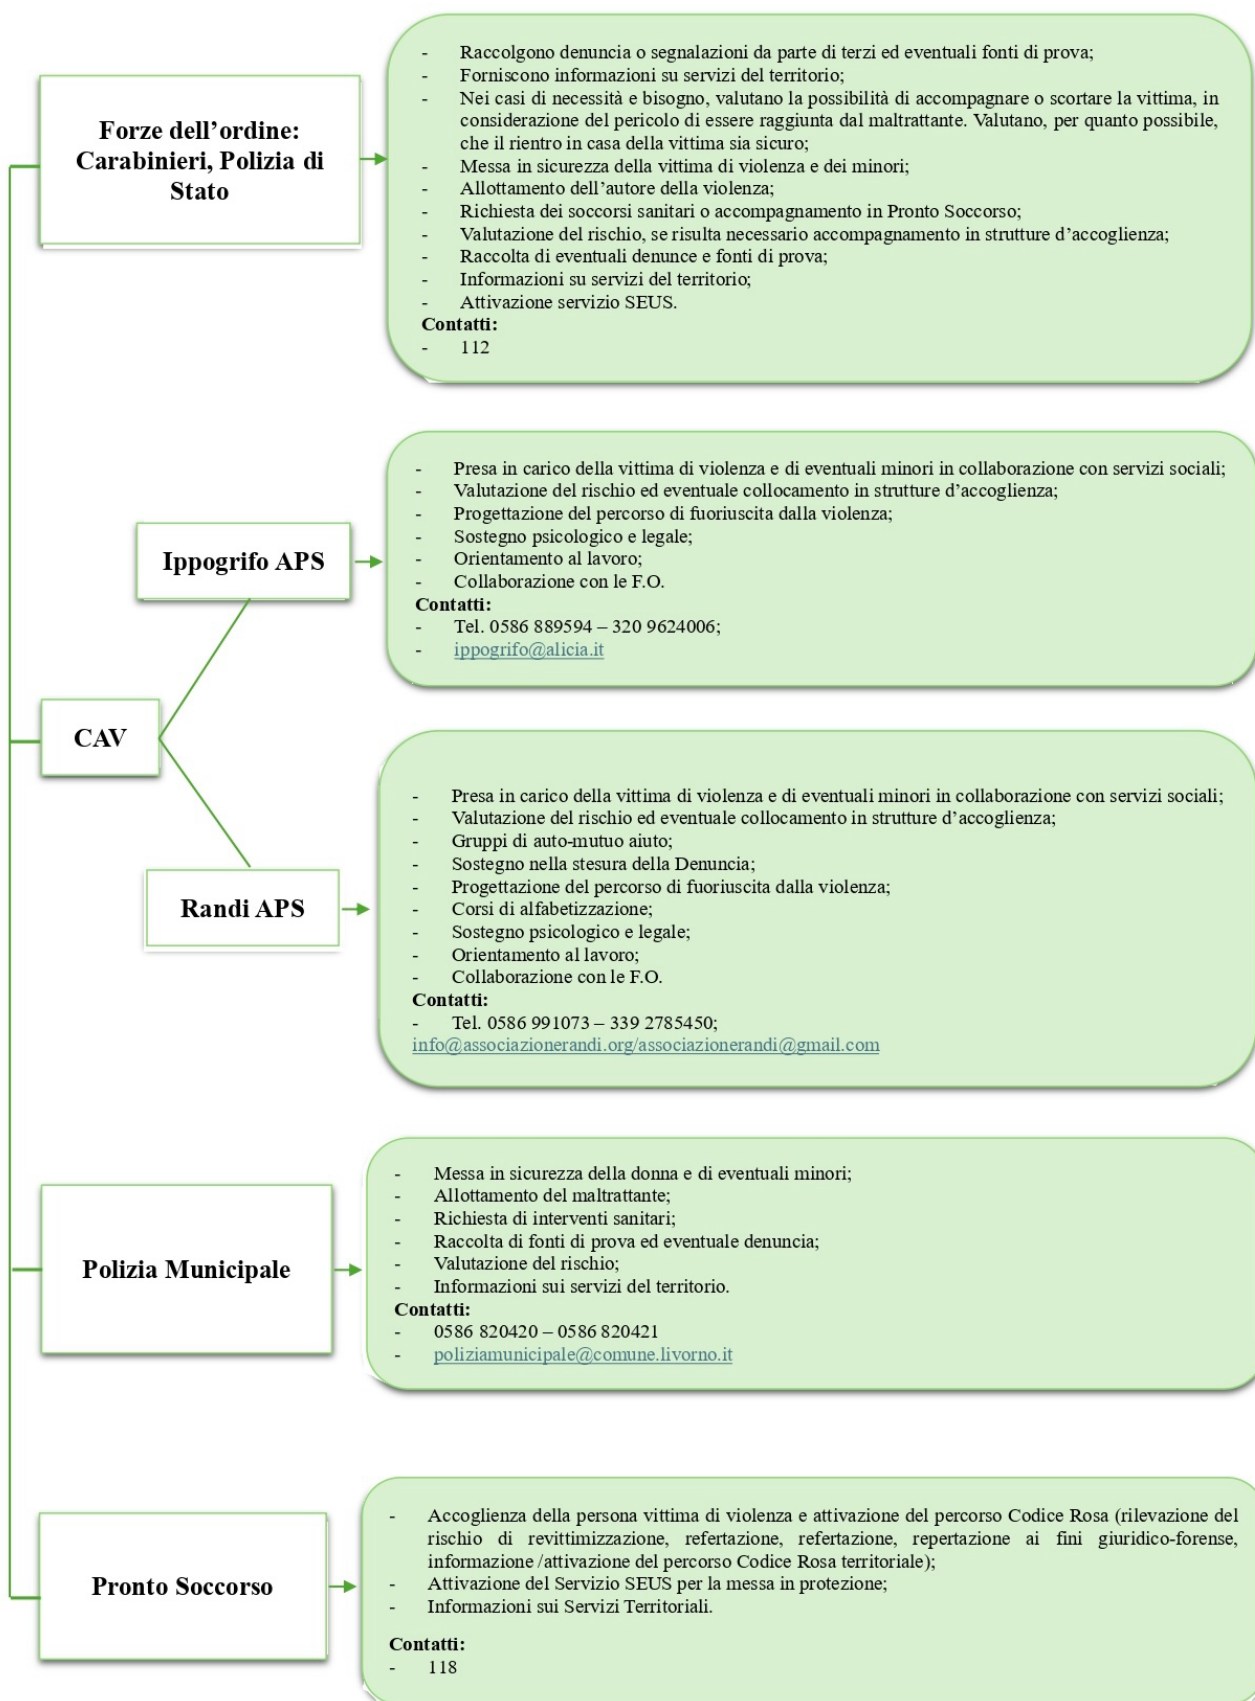 Forze dell’ordine:
Carabinieri, Polizia di
Stato
- Raccolgono denuncia o segnalazioni da parte di terzi ed eventuali fonti di prova;
- Forniscono informazioni su servizi del territorio;
- Nei casi di necessità e bisogno, valutano la possibilità di accompagnare o scortare la vittima, in
considerazione del pericolo di essere raggiunta dal maltrattante. Valutano, per quanto possibile,
che il rientro in casa della vittima sia sicuro;
- Messa in sicurezza della vittima di violenza e dei minori;
- Allottamento dell’autore della violenza;
- Richiesta dei soccorsi sanitari o accompagnamento in Pronto Soccorso;
- Valutazione del rischio, se risulta necessario accompagnamento in strutture d’accoglienza;
- Raccolta di eventuali denunce e fonti di prova;
- Informazioni su servizi del territorio;
- Attivazione servizio SEUS.
Contatti:
- 112
CAV
Ippogrifo APS
- Presa in carico della vittima di violenza e di eventuali minori in collaborazione con servizi sociali;
- Valutazione del rischio ed eventuale collocamento in strutture d’accoglienza;
- Progettazione del percorso di fuoriuscita dalla violenza;
- Sostegno psicologico e legale;
- Orientamento al lavoro;
- Collaborazione con le F.O.
Contatti:
- Tel. 0586 889594 – 320 9624006;
- ippogrifo@alicia.it
Randi APS
- Presa in carico della vittima di violenza e di eventuali minori in collaborazione con servizi sociali;
- Valutazione del rischio ed eventuale collocamento in strutture d’accoglienza;
- Gruppi di auto-mutuo aiuto;
- Sostegno nella stesura della Denuncia;
- Progettazione del percorso di fuoriuscita dalla violenza;
- Corsi di alfabetizzazione;
- Sostegno psicologico e legale;
- Orientamento al lavoro;
- Collaborazione con le F.O.
Contatti:
- Tel. 0586 991073 – 339 2785450;
info@associazionerandi.org/associazionerandi@gmail.com
Polizia Municipale
- Messa in sicurezza della donna e di eventuali minori;
- Allottamento del maltrattante;
- Richiesta di interventi sanitari;
- Raccolta di fonti di prova ed eventuale denuncia;
- Valutazione del rischio;
- Informazioni sui servizi del territorio.
Contatti:
- 0586 820420 – 0586 820421
- poliziamunicipale@comune.livorno.it
Pronto Soccorso
- Accoglienza della persona vittima di violenza e attivazione del percorso Codice Rosa (rilevazione del
rischio di revittimizzazione, refertazione, refertazione, repertazione ai fini giuridico-forense,
informazione /attivazione del percorso Codice Rosa territoriale);
- Attivazione del Servizio SEUS per la messa in protezione;
- Informazioni sui Servizi Territoriali.
Contatti:
- 118